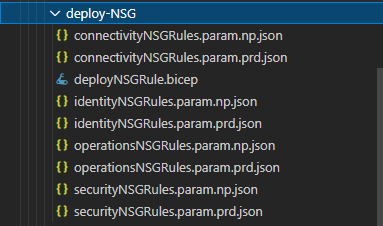 deploy-NSG
connectivityNSGRules.param.np.json
connectivityNSGRules.param.prd.json
deployNSGRule.bicep
identityNSGRules.param.np.json
identityNSGRules.param.prd.json
operationsNSGRules.param.np.json
operationsNSGRules.param.prd.json
securityNSGRules.param.np.json
securityNSGRules.param.prd.json